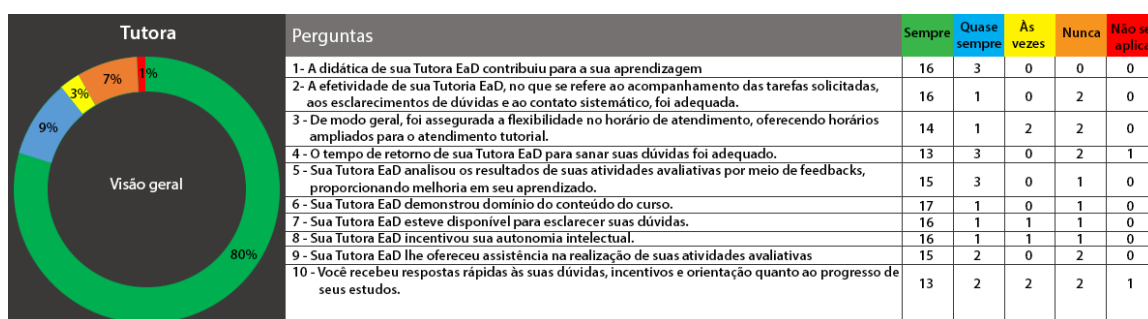 Tutora
1%
7%
3%
9%
Visão geral
80%
Perguntas
Sempre
Quase
sempre
Às
vezes
Nunca
Não se
aplica
1- A didática de sua Tutora EaD contribuiu para a sua aprendizagem
16 3 0 0 0
2- A efetividade de sua Tutoria EaD, no que se refere ao acompanhamento das tarefas solicitadas,
aos esclarecimentos de dúvidas e ao contato sistemático, foi adequada.
16 1 0 2 0
3 - De modo geral, foi assegurada a flexibilidade no horário de atendimento, oferecendo horários
ampliados para o atendimento tutorial.
14 1 2 2 0
4 - O tempo de retorno de sua Tutora EaD para sanar suas dúvidas foi adequado.
13 3 0 2 1
5 - Sua Tutora EaD analisou os resultados de suas atividades avaliativas por meio de feedbacks,
proporcionando melhoria em seu aprendizado.
15 3 0 1 0
6 - Sua Tutora EaD demonstrou domínio do conteúdo do curso.
17 1 0 1 0
7 - Sua Tutora EaD esteve disponível para esclarecer suas dúvidas.
16 1 1 1 0
8 - Sua Tutora EaD incentivou sua autonomia intelectual.
16 1 1 1 0
9 - Sua Tutora EaD lhe ofereceu assistência na realização de suas atividades avaliativas
15 2 0 2 0
10 - Você recebeu respostas rápidas às suas dúvidas, incentivos e orientação quanto ao progresso de
seus estudos.
13 2 2 2 1